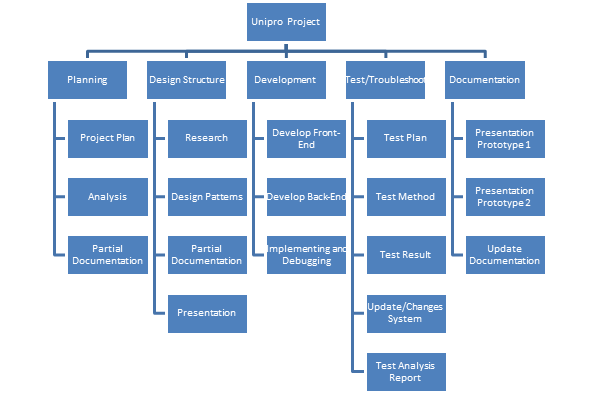 Unipro Project
Planning
Design Structure
Development
Test/Troubleshoot
Documentation
Project Plan
Research
Develop Front-
End
Test Plan
Presentation
Prototype 1
Analysis
Design Patterns
Develop Back-End
Test Method
Presentation
Prototype 2
Partial
Documentation
Partial
Documentation
Implementing and
Debugging
Test Result
Update
Documentation
Presentation
Update/Changes
System
Test Analysis
Report